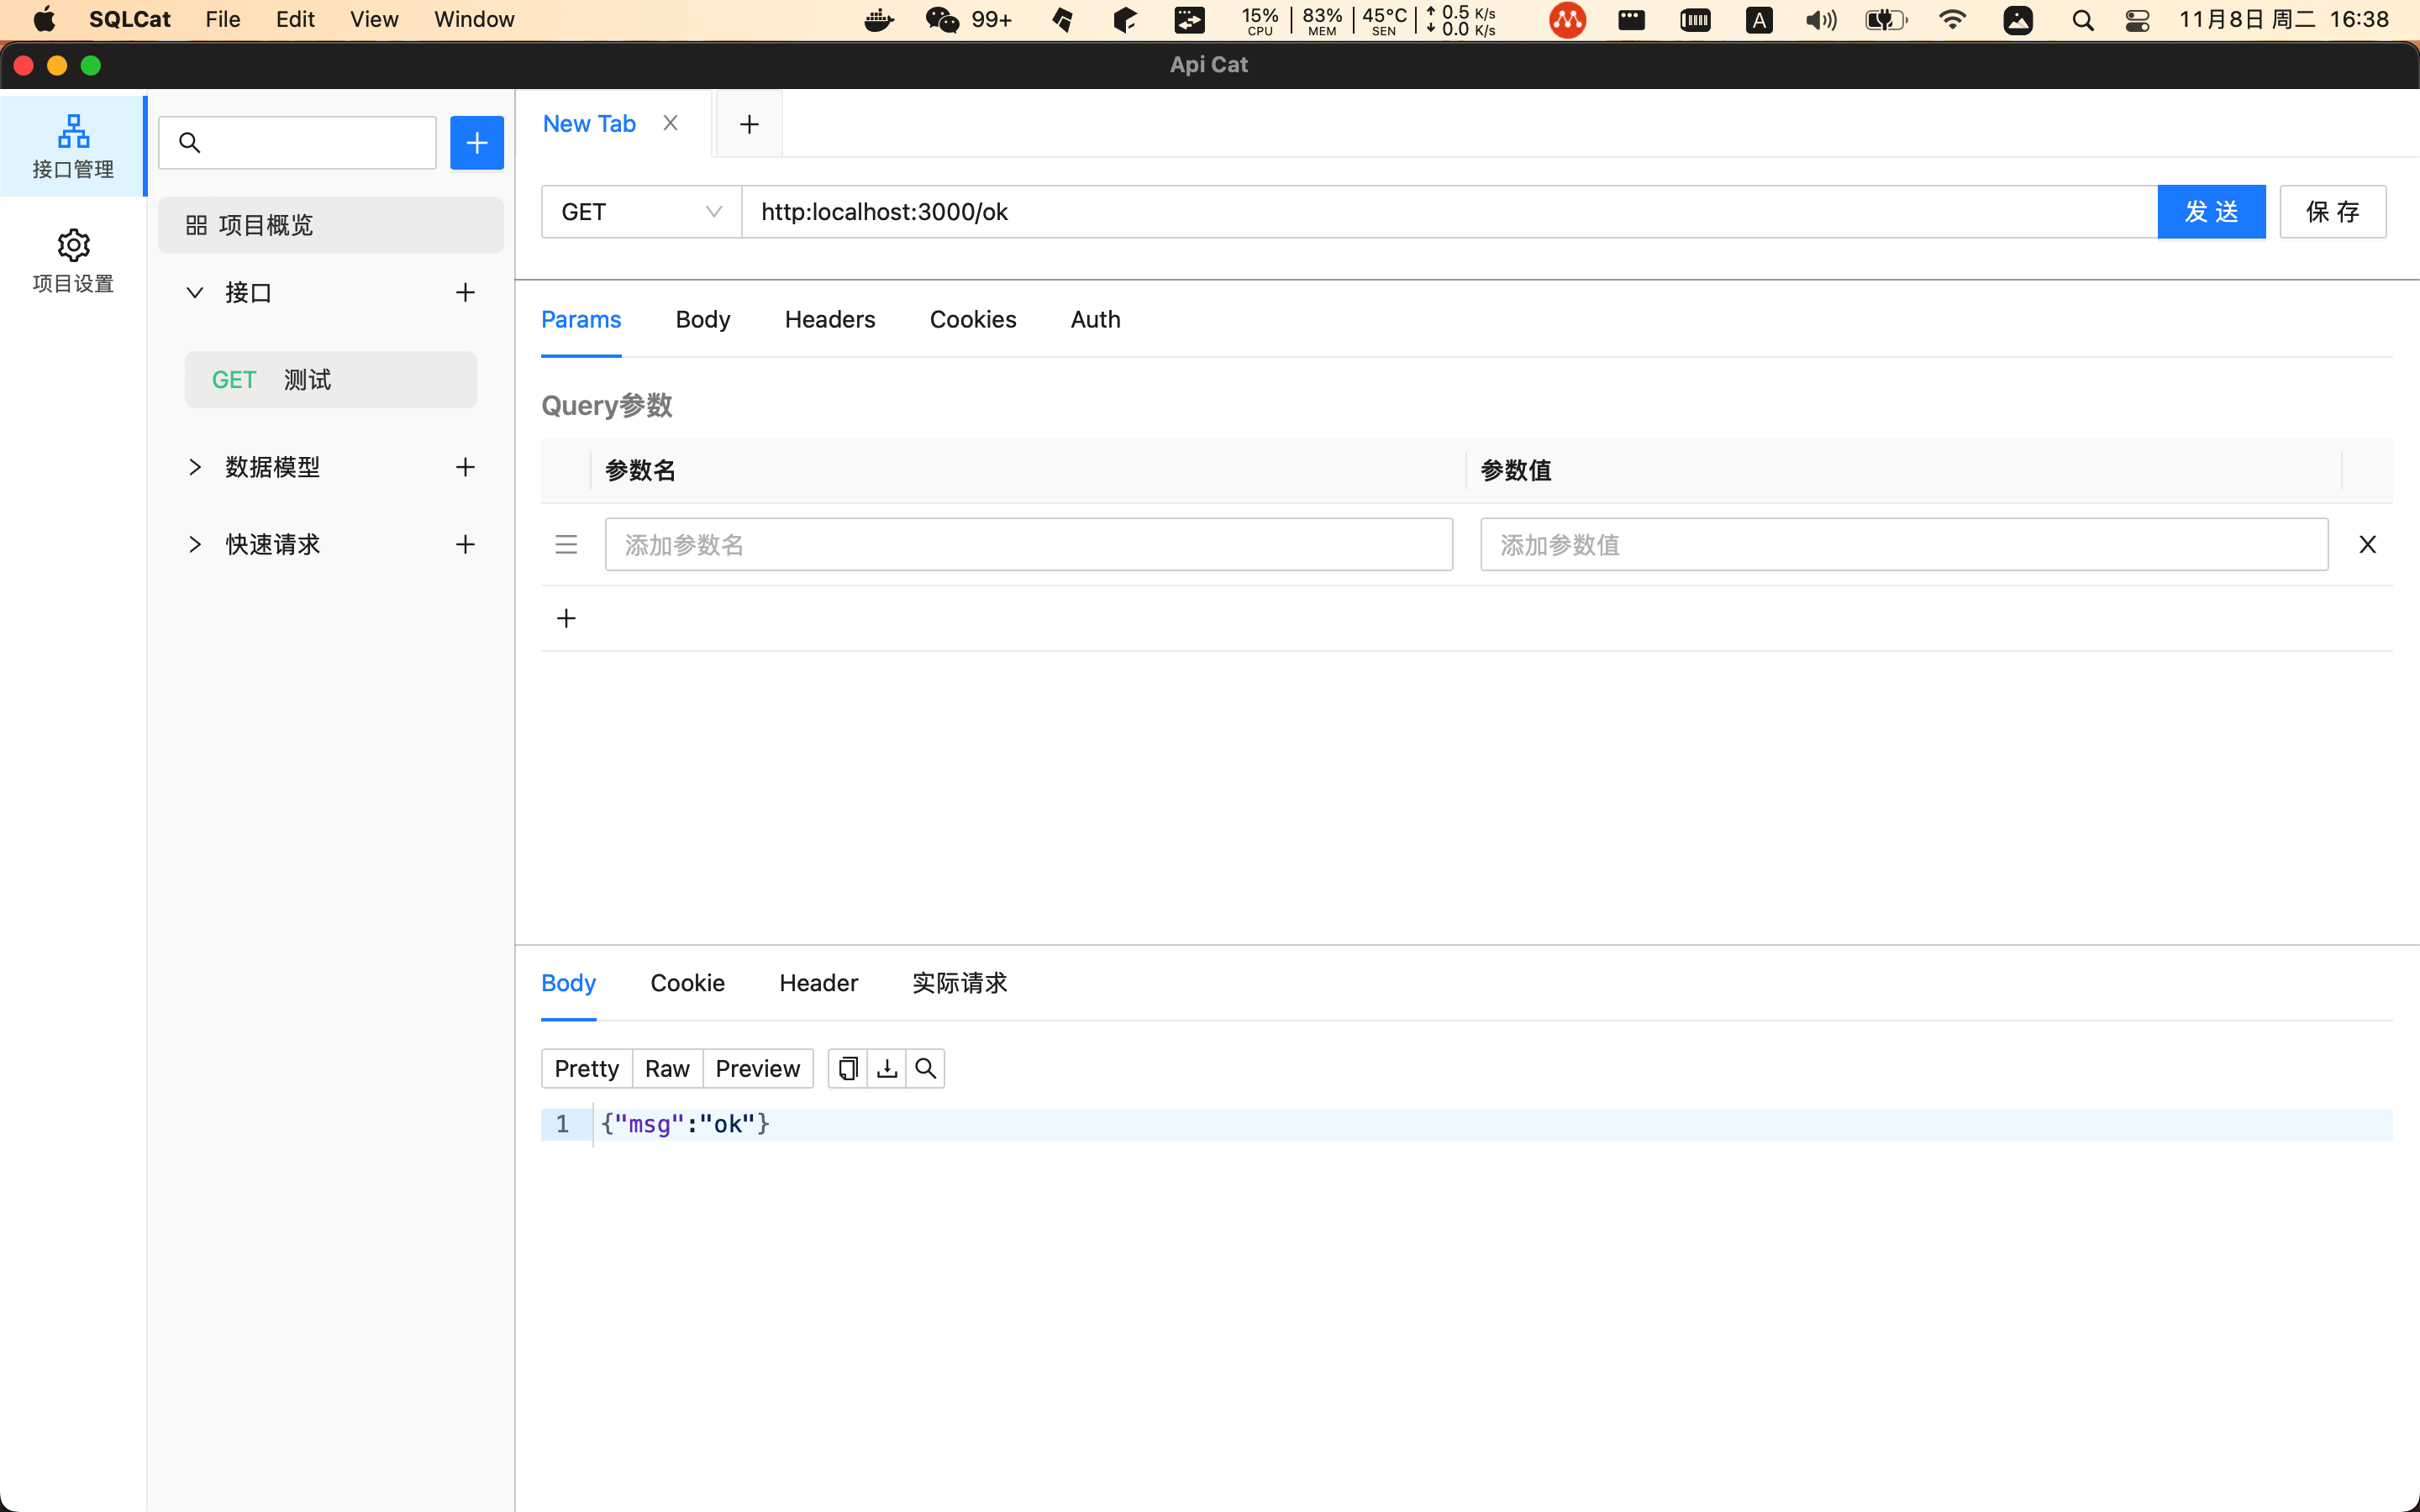 SQLCat File Edit View Window 99+ 15% CPU 83% MEM 45°C SEN 0.5 K/s 0.0 K/s A 11月8日 周二 16:38
Api Cat
接口管理
项目设置
项目概览
接口
GET 测试
数据模型
快速请求
New Tab
GET http:localhost:3000/ok 发 送 保 存
Params Body Headers Cookies Auth
Query参数
参数名 参数值
添加参数名 添加参数值
Body Cookie Header 实际请求
Pretty Raw Preview
1 {"msg":"ok"}